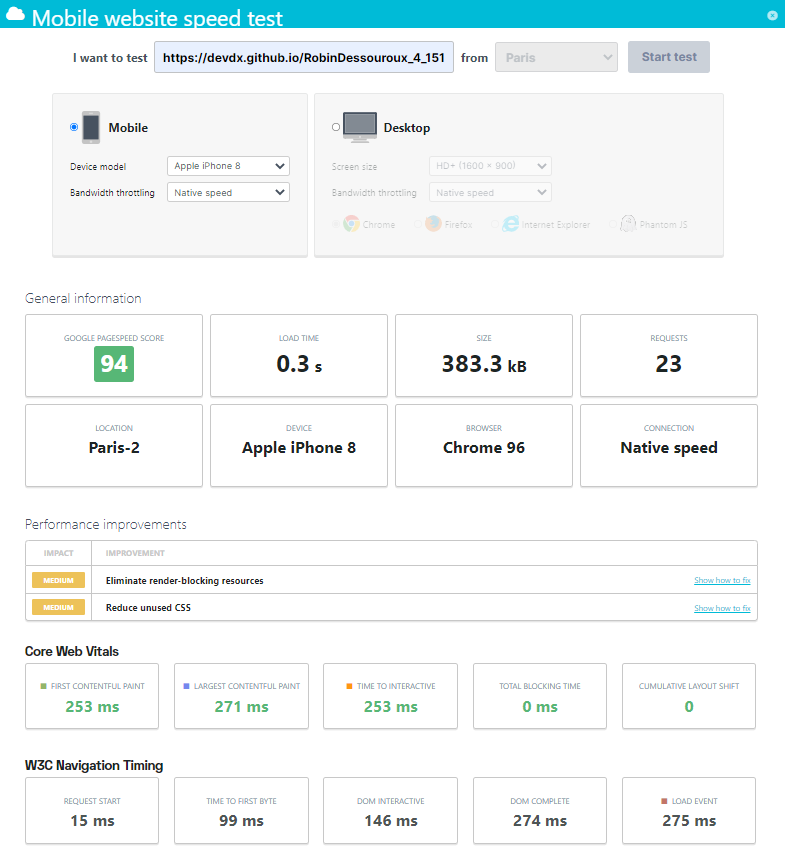 Mobile website speed test
I want to test https://devdx.github.io/RobinDessouroux_4_151 from Paris Start test
Mobile
Device model Apple iPhone 8
Bandwidth throttling Native speed
Desktop
Screen size HD+ (1600 × 900)
Bandwidth throttling Native speed
Chrome Firefox Internet Explorer Phantom JS
General information
GOOGLE PAGESPEED SCORE
94
LOAD TIME
0.3 s
SIZE
383.3 kB
REQUESTS
23
LOCATION
Paris-2
DEVICE
Apple iPhone 8
BROWSER
Chrome 96
CONNECTION
Native speed
Performance improvements
IMPACT IMPROVEMENT
MEDIUM Eliminate render-blocking resources Show how to fix
MEDIUM Reduce unused CSS Show how to fix
Core Web Vitals
FIRST CONTENTFUL PAINT
253 ms
LARGEST CONTENTFUL PAINT
271 ms
TIME TO INTERACTIVE
253 ms
TOTAL BLOCKING TIME
0 ms
CUMULATIVE LAYOUT SHIFT
0
W3C Navigation Timing
REQUEST START
15 ms
TIME TO FIRST BYTE
99 ms
DOM INTERACTIVE
146 ms
DOM COMPLETE
274 ms
LOAD EVENT
275 ms